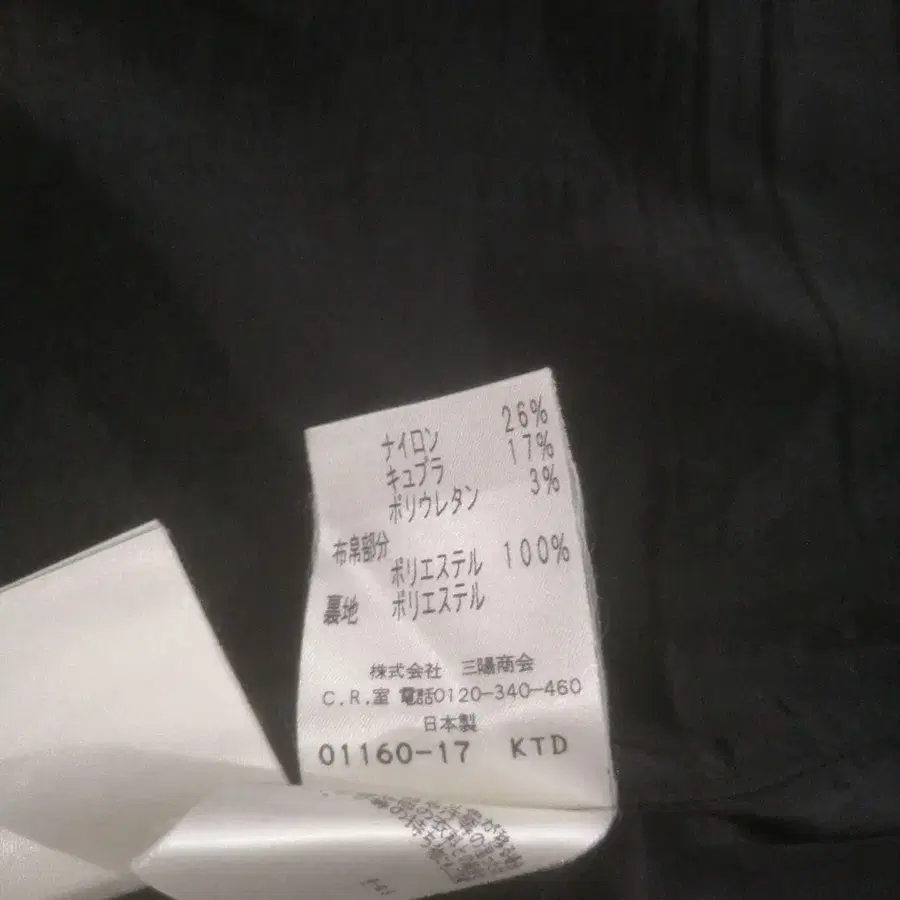 ナイロン 26%
キュプラ 17%
ポリウレタン 3%
布帛部分
ポリエステル 100%
裏地 ポリエステル
株式会社 三陽商会
C.R.室 電話0120-340-460
日本製
01160-17 KTD